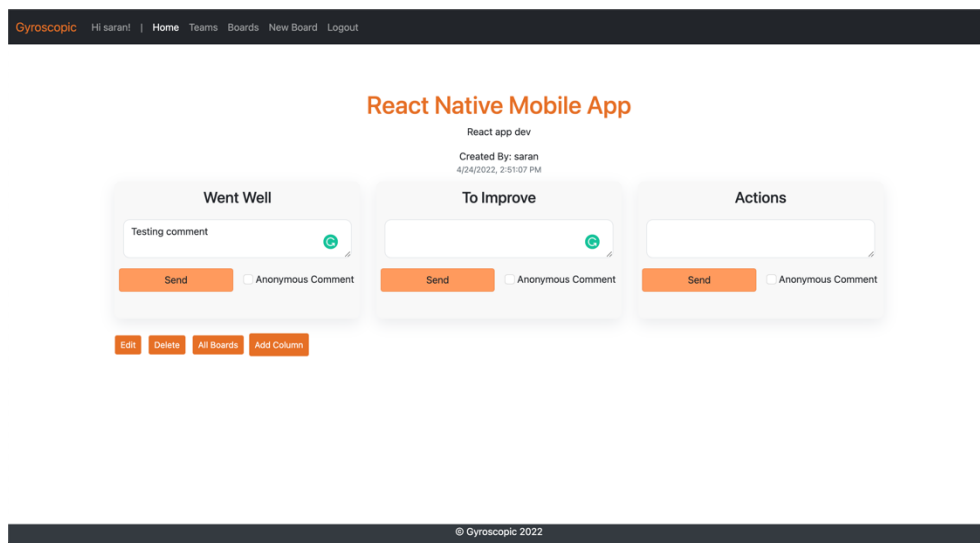 Gyroscopic Hi saran! | Home Teams Boards New Board Logout
React Native Mobile App
React app dev
Created By: saran
4/24/2022, 2:51:07 PM
Went Well
Testing comment
Send Anonymous Comment
To Improve
Send Anonymous Comment
Actions
Send Anonymous Comment
Edit Delete All Boards Add Column
© Gyroscopic 2022